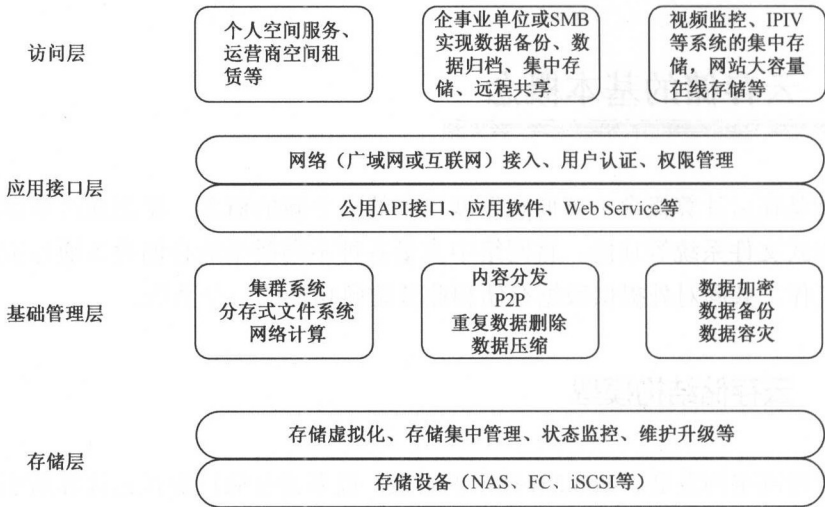 访问层
个人空间服务、
运营商空间租
赁等
企事业单位或SMB
实现数据备份、数
据归档、集中存
储、远程共享
视频监控、IPIV
等系统的集中存
储，网站大容量
在线存储等
应用接口层
网络（广域网或互联网）接入、用户认证、权限管理
公用API接口、应用软件、Web Service等
基础管理层
集群系统
分存式文件系统
网络计算
内容分发
P2P
重复数据删除
数据压缩
数据加密
数据备份
数据容灾
存储层
存储虚拟化、存储集中管理、状态监控、维护升级等
存储设备（NAS、FC、iSCSI等）